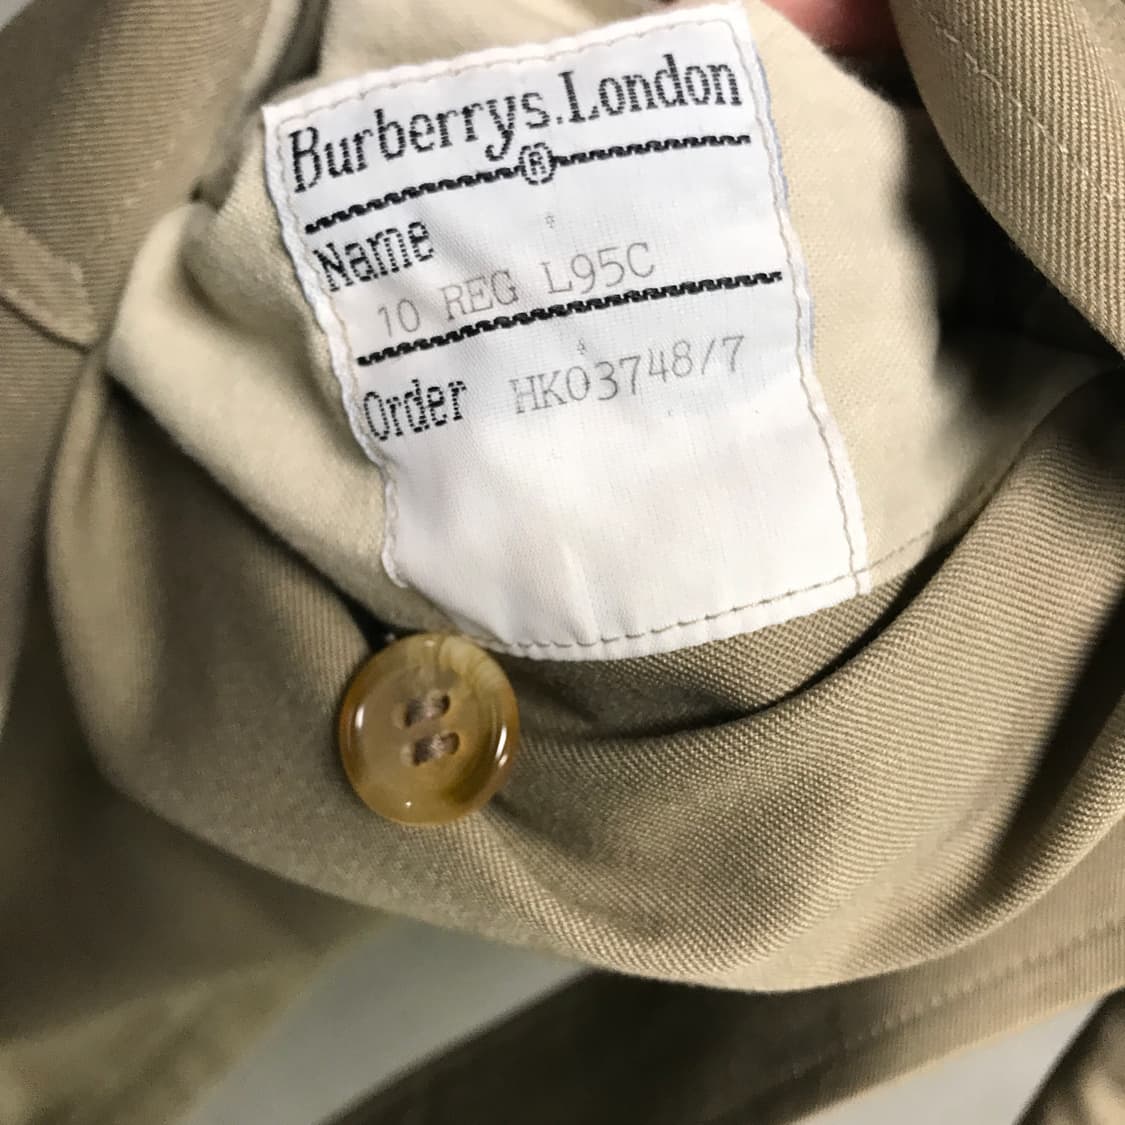 Burberrys.London
®
Name
10 REG L95C
Order HK03748/7